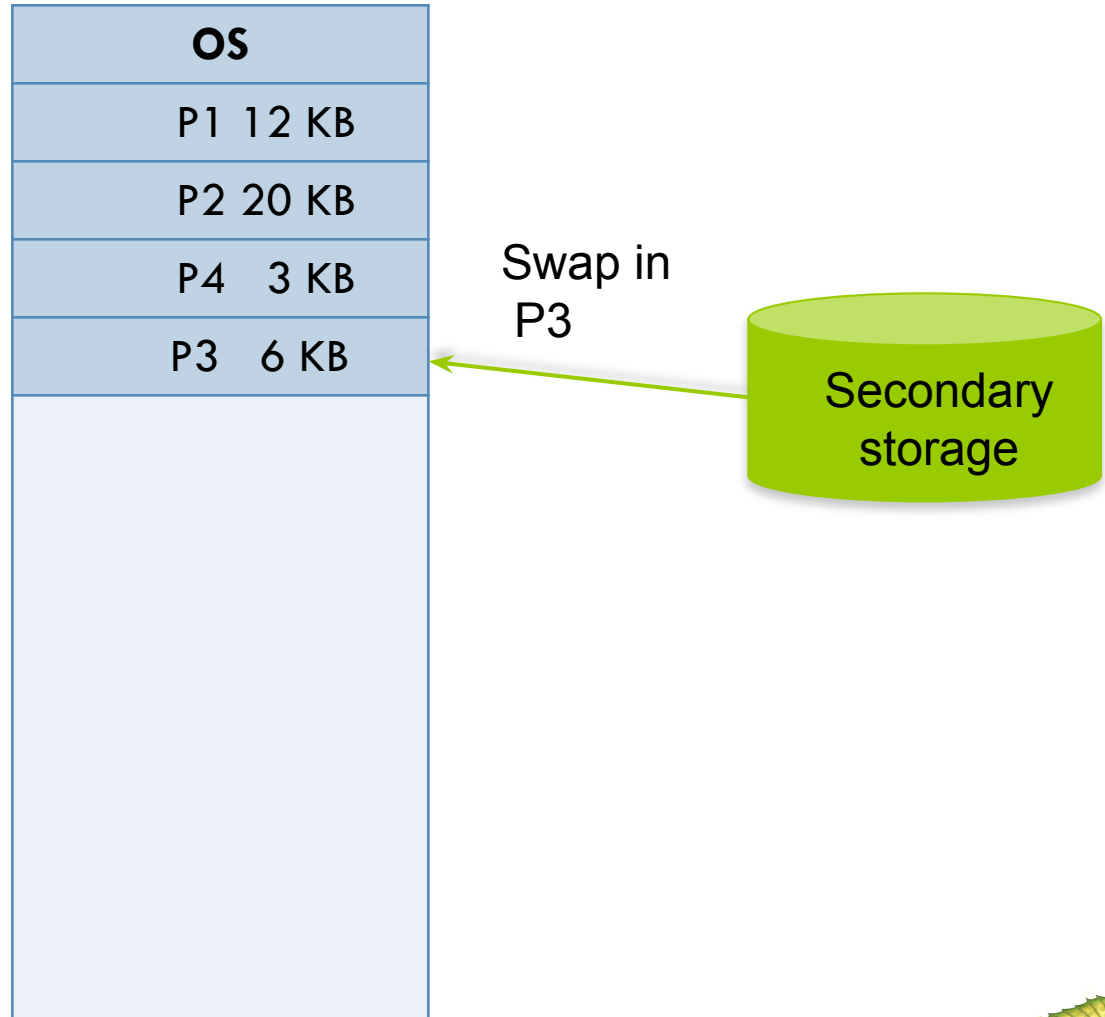 OS
P1 12 KB
P2 20 KB
P4 3 KB
P3 6 KB
Swap in
P3
Secondary
storage